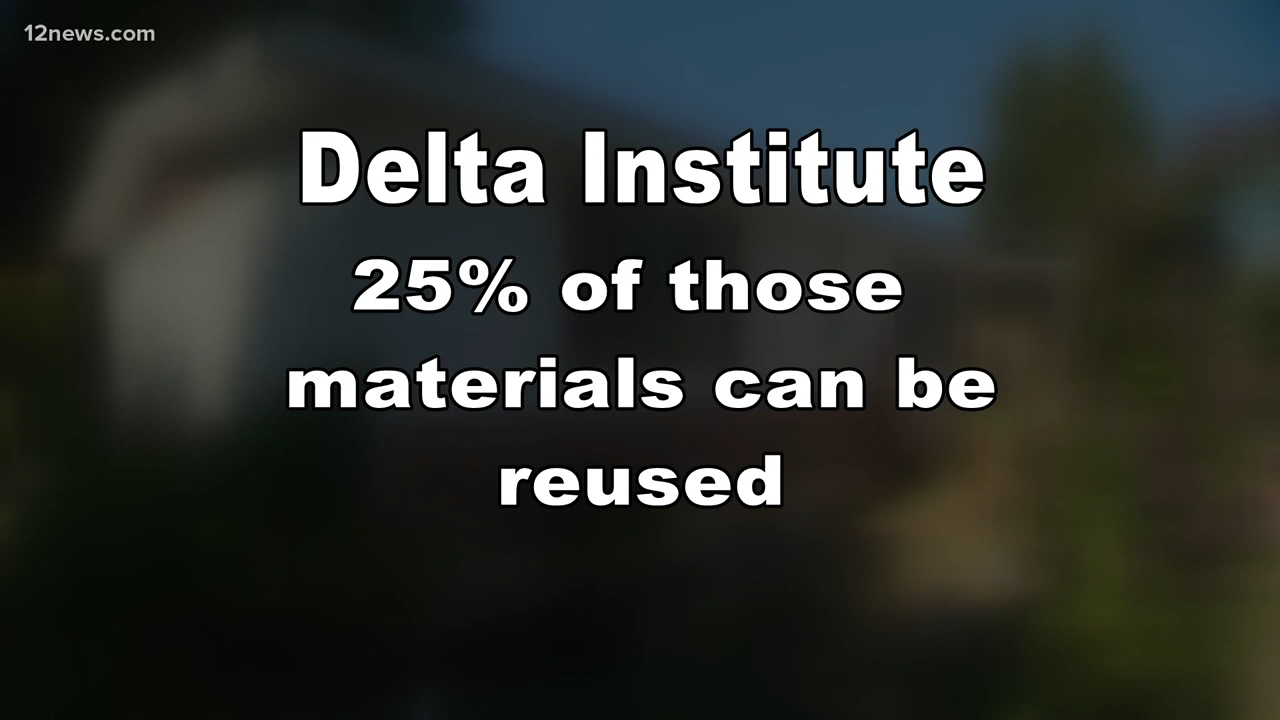 12news.com
Delta Institute
25% of those
materials can be
reused